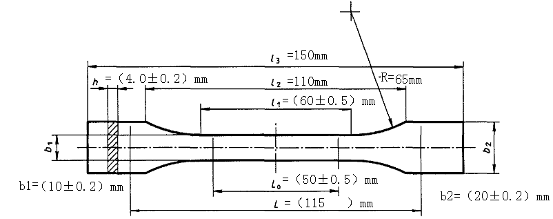 l₃ =150mm
h =(4.0±0.2) mm
l₂ =110mm
R=65mm
l₁=(60±0.5) mm
b₁
b₂
b1=(10±0.2) mm
l₀ =(50±0.5) mm
b2=(20±0.2) mm
L =(115 ) mm